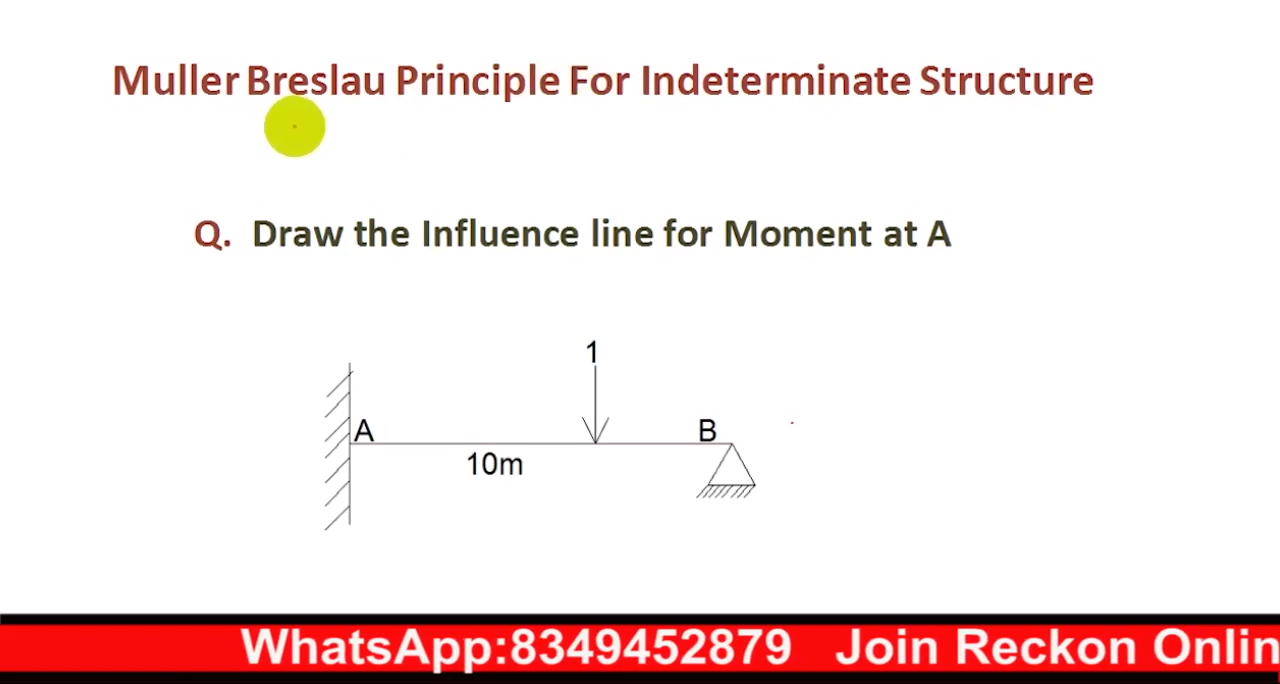 Muller Breslau Principle For Indeterminate Structure
Q. Draw the Influence line for Moment at A
1
A
B
10m
WhatsApp:8349452879 Join Reckon Onlin